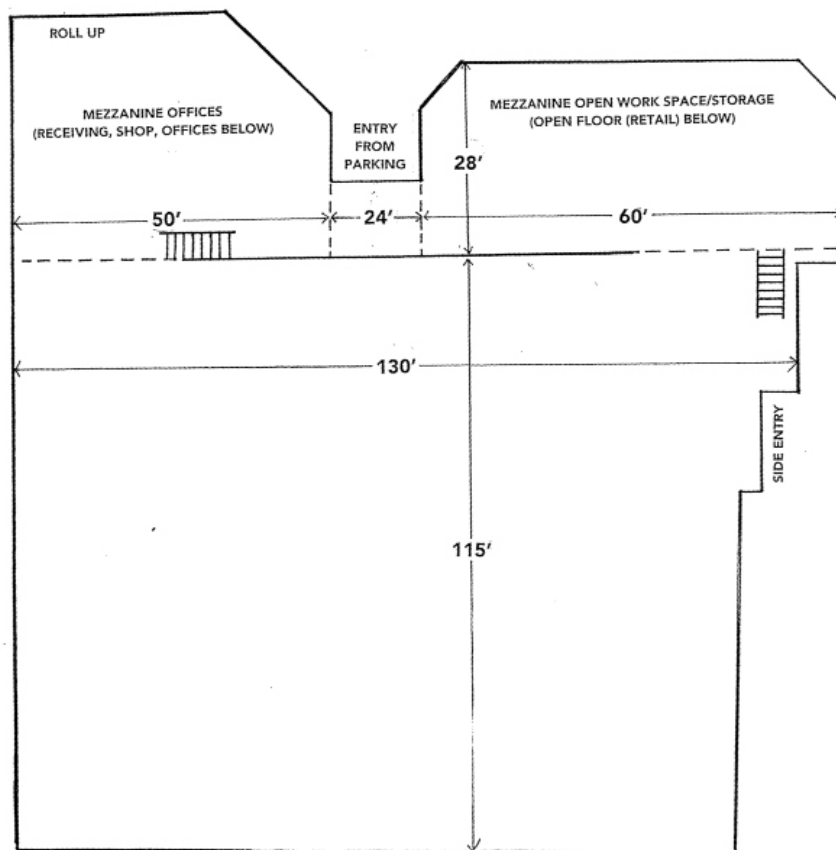 ROLL UP
MEZZANINE OFFICES
(RECEIVING, SHOP, OFFICES BELOW)
ENTRY
FROM
PARKING
MEZZANINE OPEN WORK SPACE/STORAGE
(OPEN FLOOR (RETAIL) BELOW)
28'
50'
24'
60'
130'
SIDE ENTRY
115'